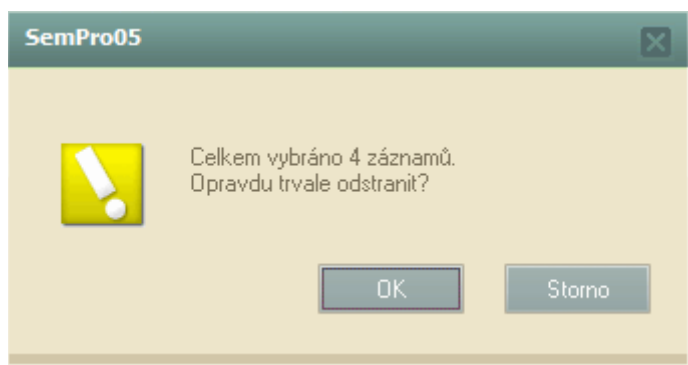 SemPro05
Celkem vybráno 4 záznamů.
Opravdu trvale odstranit?
OK
Storno